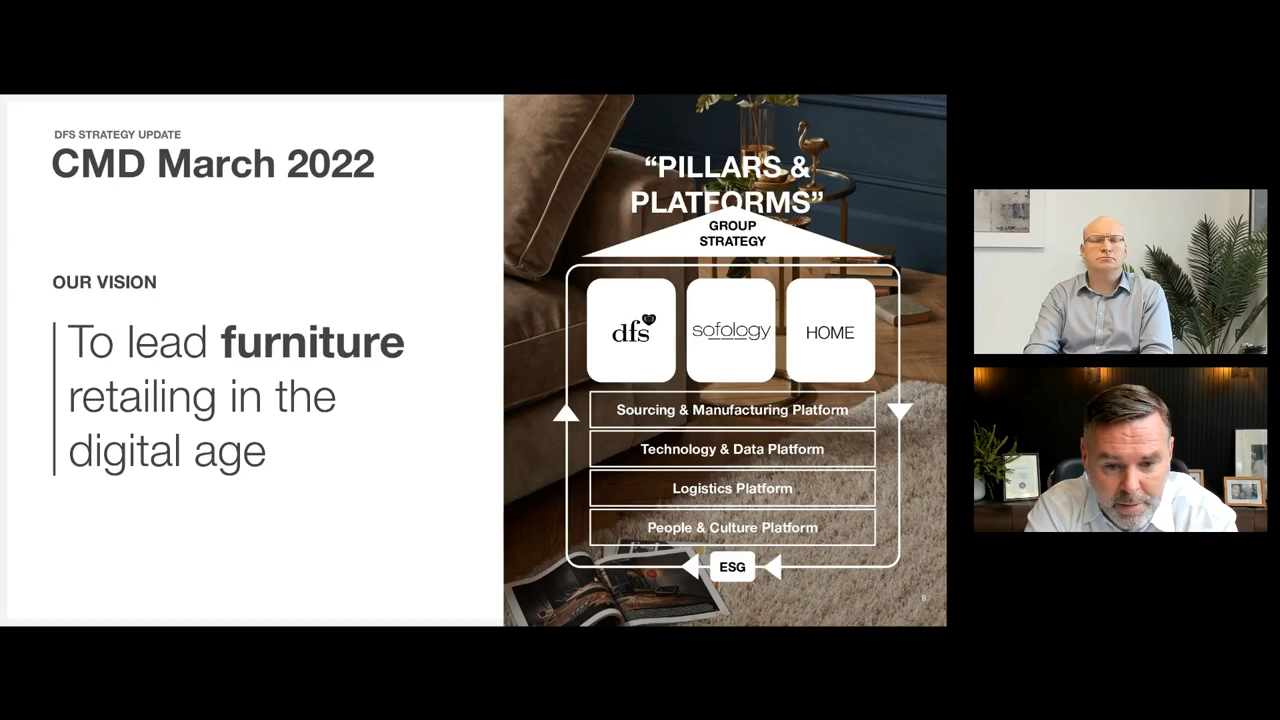 DFS STRATEGY UPDATE
CMD March 2022
OUR VISION
To lead furniture
retailing in the
digital age
“PILLARS &
PLATFORMS”
GROUP
STRATEGY
dfs
sofology
HOME
Sourcing & Manufacturing Platform
Technology & Data Platform
Logistics Platform
People & Culture Platform
ESG
8